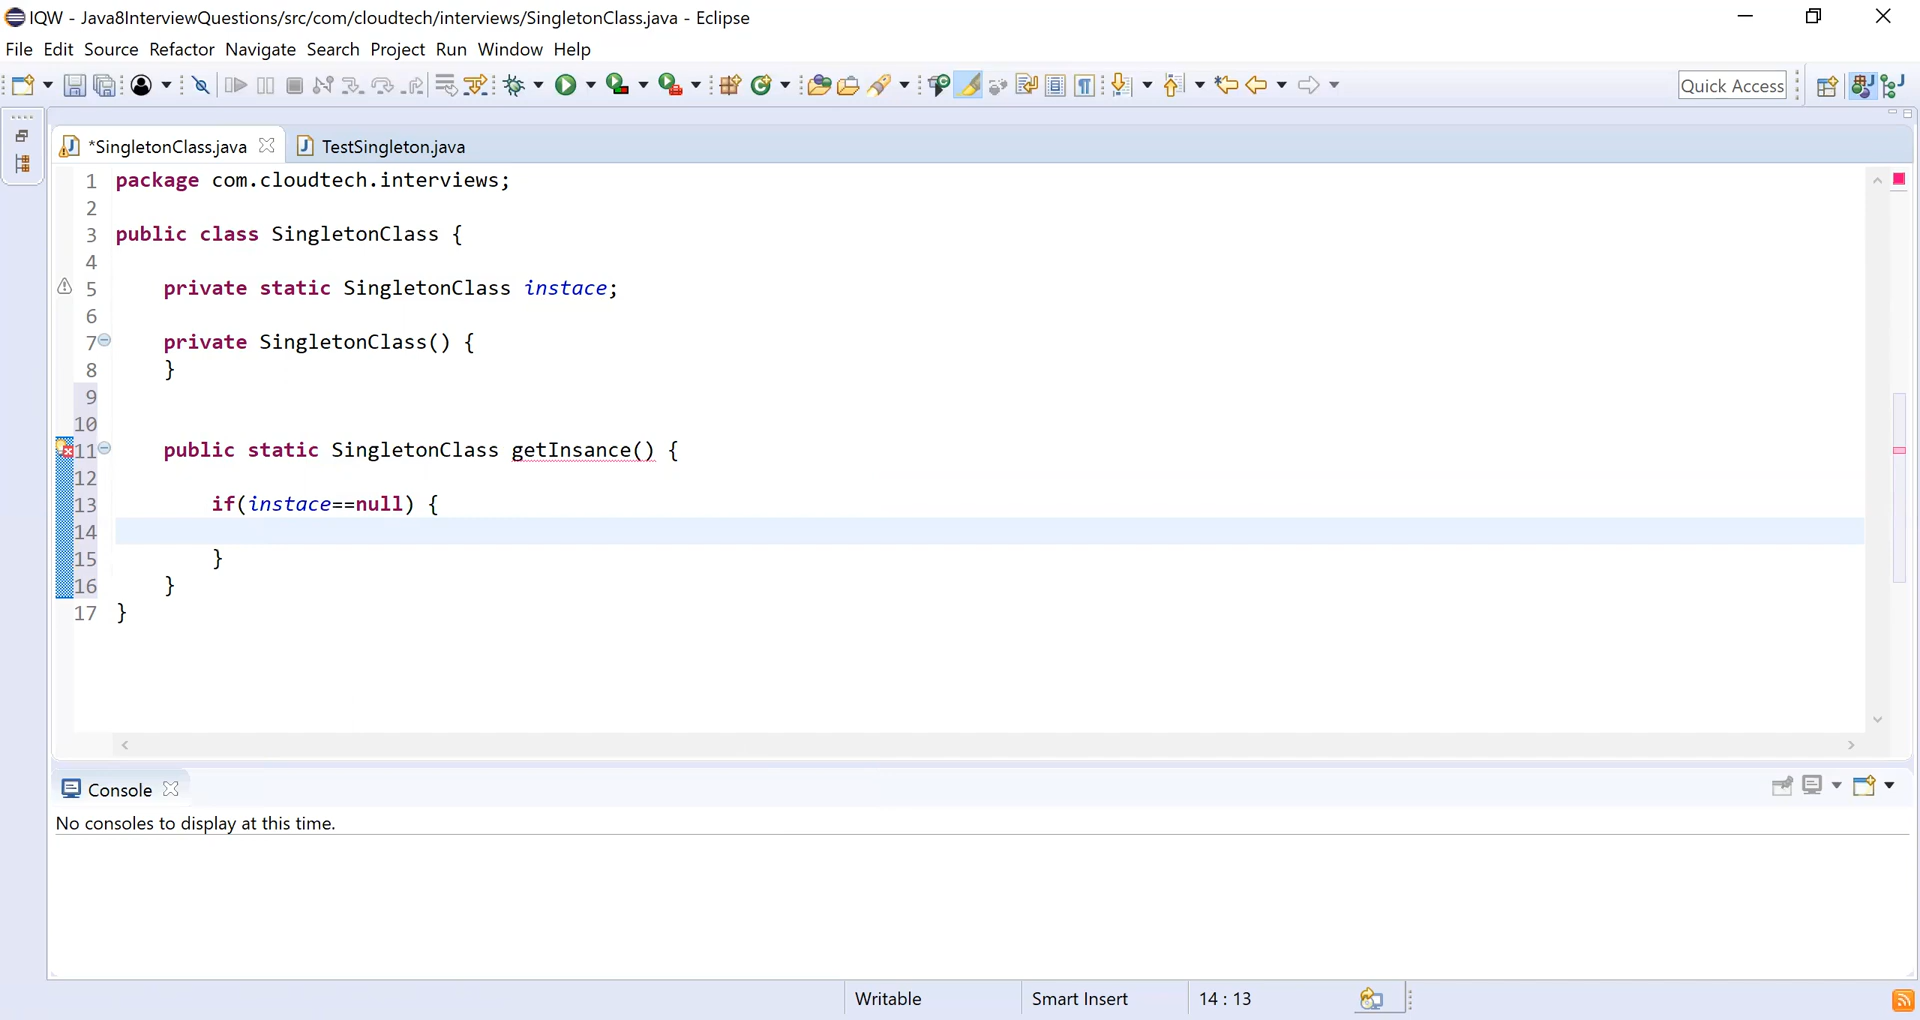 IQW - Java8InterviewQuestions/src/com/cloudtech/interviews/SingletonClass.java - Eclipse
File Edit Source Refactor Navigate Search Project Run Window Help
Quick Access
*SingletonClass.java TestSingleton.java
1 package com.cloudtech.interviews;
2
3 public class SingletonClass {
4
5 private static SingletonClass instace;
6
7 private SingletonClass() {
8 }
9
10
11 public static SingletonClass getInsance() {
12
13 if(instace==null) {
14
15 }
16 }
17 }
Console
No consoles to display at this time.
Writable Smart Insert 14 : 13